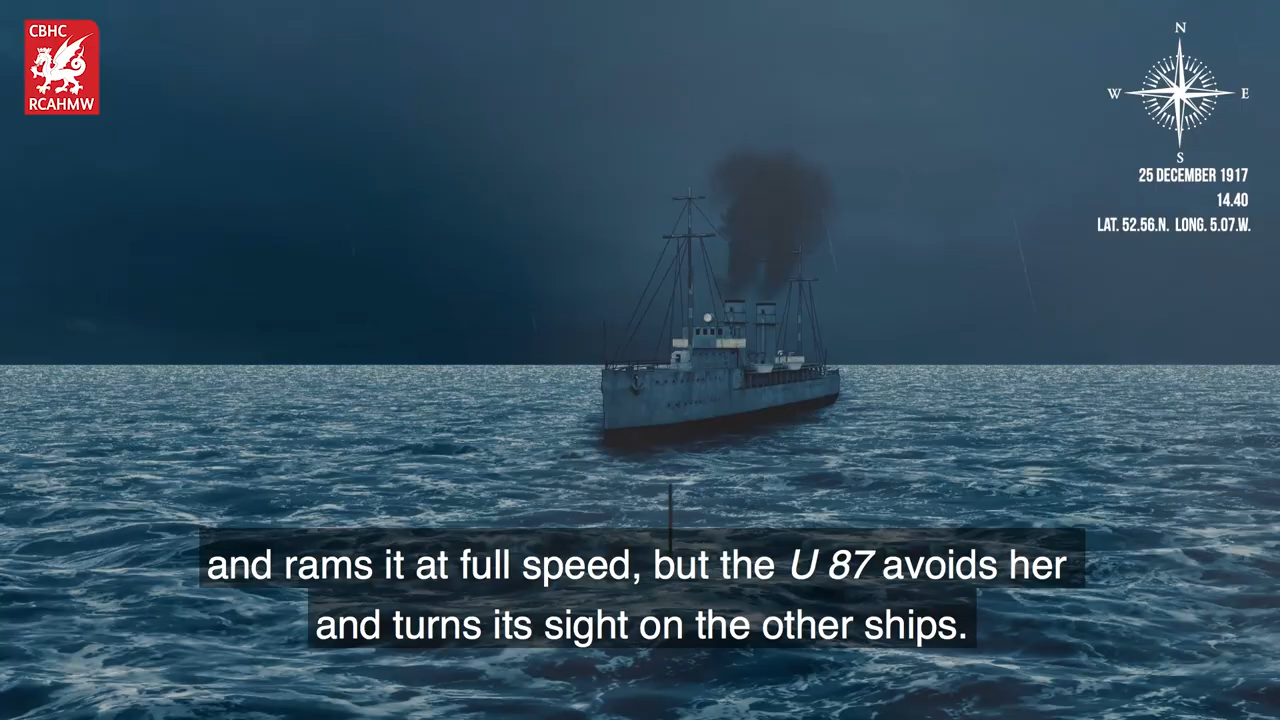 CBHC
RCAHMW
N
W E
S
25 DECEMBER 1917
14.40
LAT. 52.56.N. LONG. 5.07.W.
and rams it at full speed, but the U 87 avoids her
and turns its sight on the other ships.